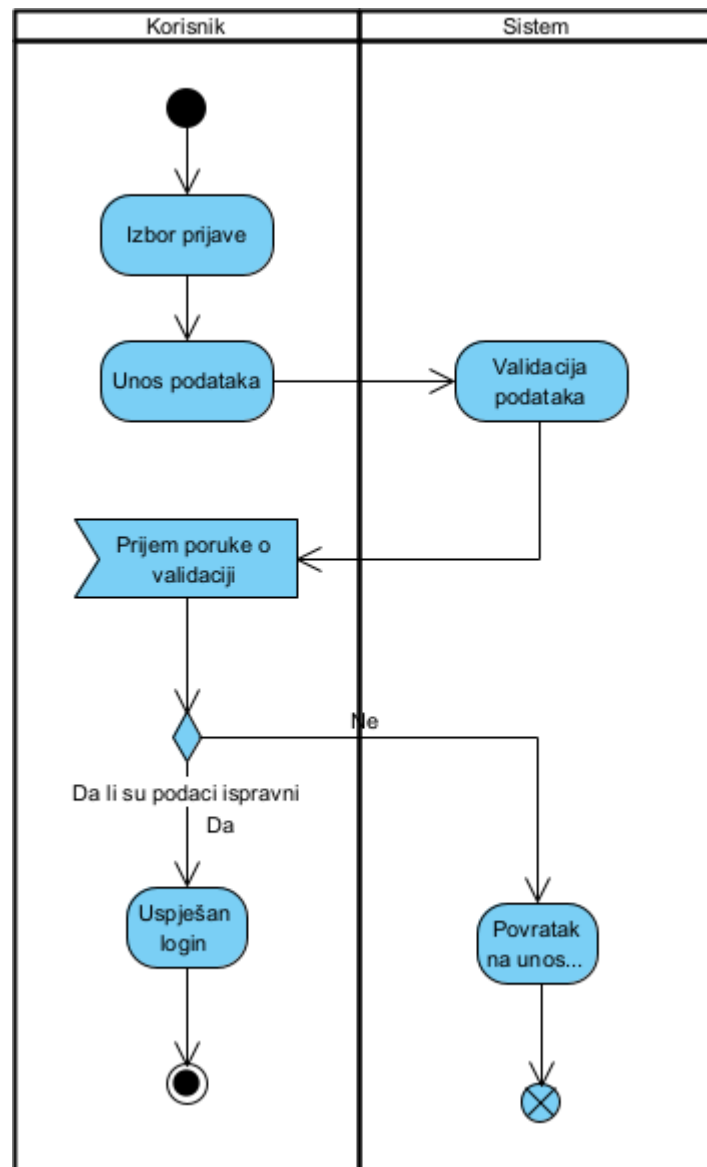 Korisnik
Sistem
Izbor prijave
Unos podataka
Validacija
podataka
Prijem poruke o
validaciji
Ne
Da li su podaci ispravni
Da
Uspješan
login
Povratak
na unos...